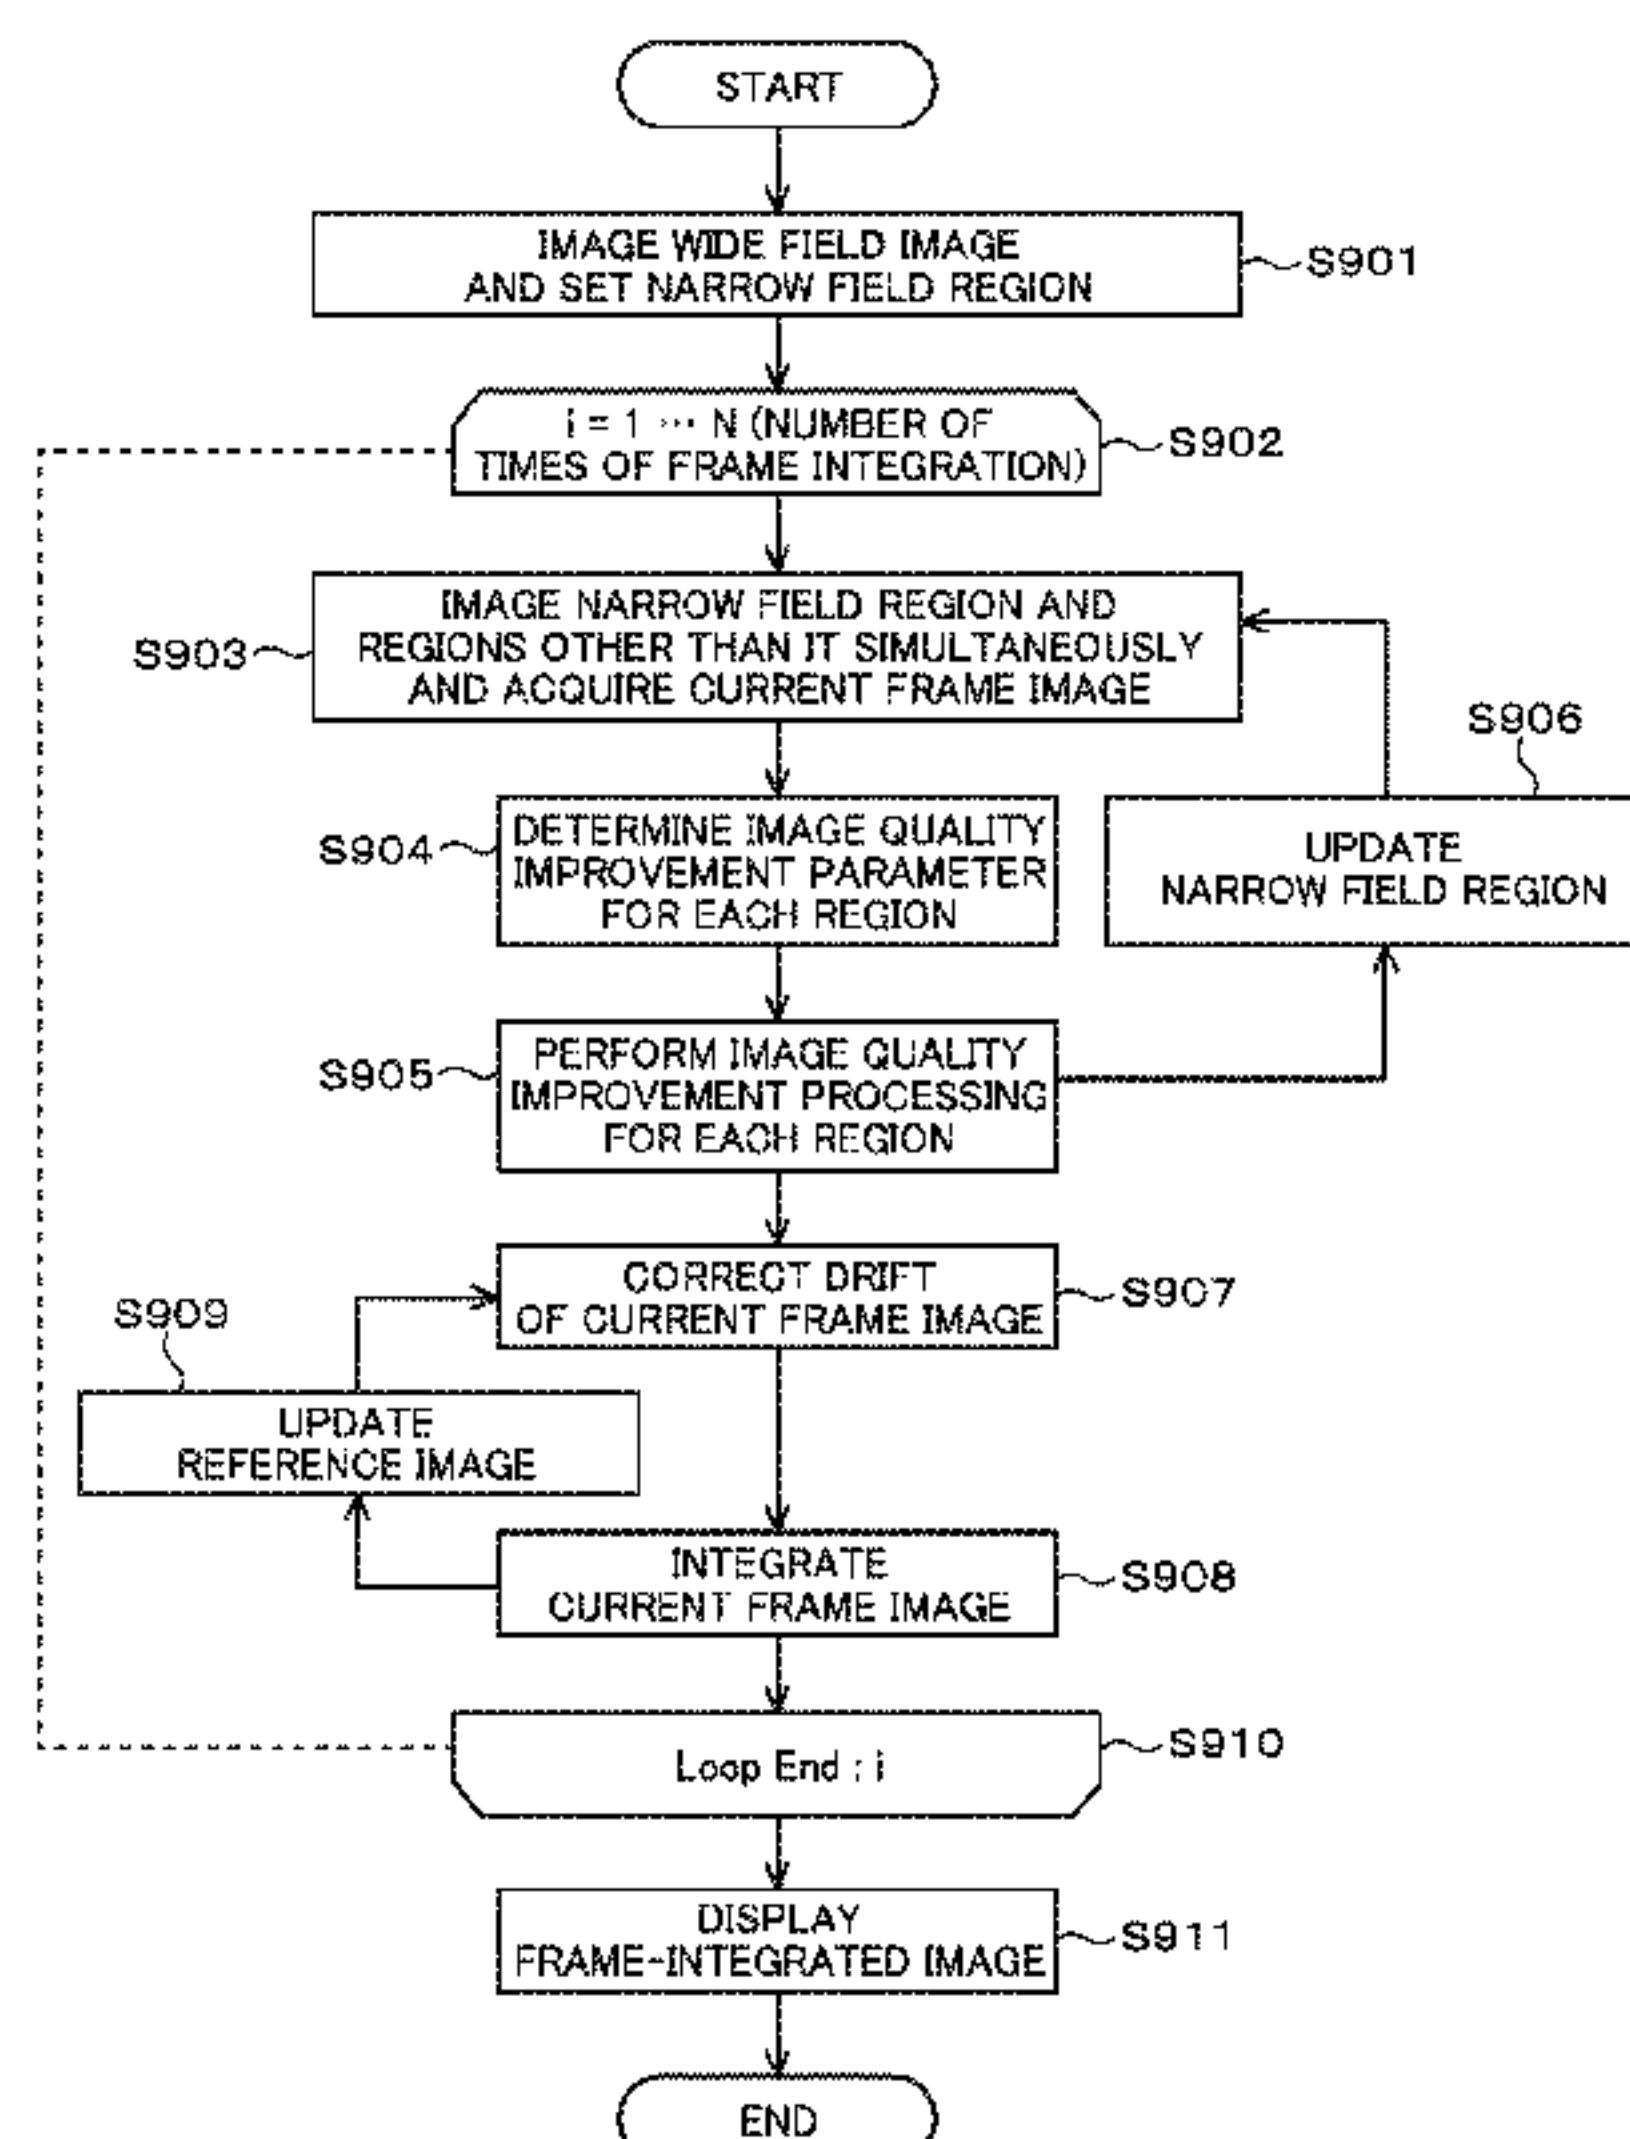 START
IMAGE WIDE FIELD IMAGE
AND SET NARROW FIELD REGION
S901
i = 1 ··· N (NUMBER OF
TIMES OF FRAME INTEGRATION)
S902
IMAGE NARROW FIELD REGION AND
REGIONS OTHER THAN IT SIMULTANEOUSLY
AND ACQUIRE CURRENT FRAME IMAGE
S903
S906
DETERMINE IMAGE QUALITY
IMPROVEMENT PARAMETER
FOR EACH REGION
S904
UPDATE
NARROW FIELD REGION
PERFORM IMAGE QUALITY
IMPROVEMENT PROCESSING
FOR EACH REGION
S905
CORRECT DRIFT
OF CURRENT FRAME IMAGE
S907
S909
UPDATE
REFERENCE IMAGE
INTEGRATE
CURRENT FRAME IMAGE
S908
Loop End ; i
S910
DISPLAY
FRAME-INTEGRATED IMAGE
S911
END